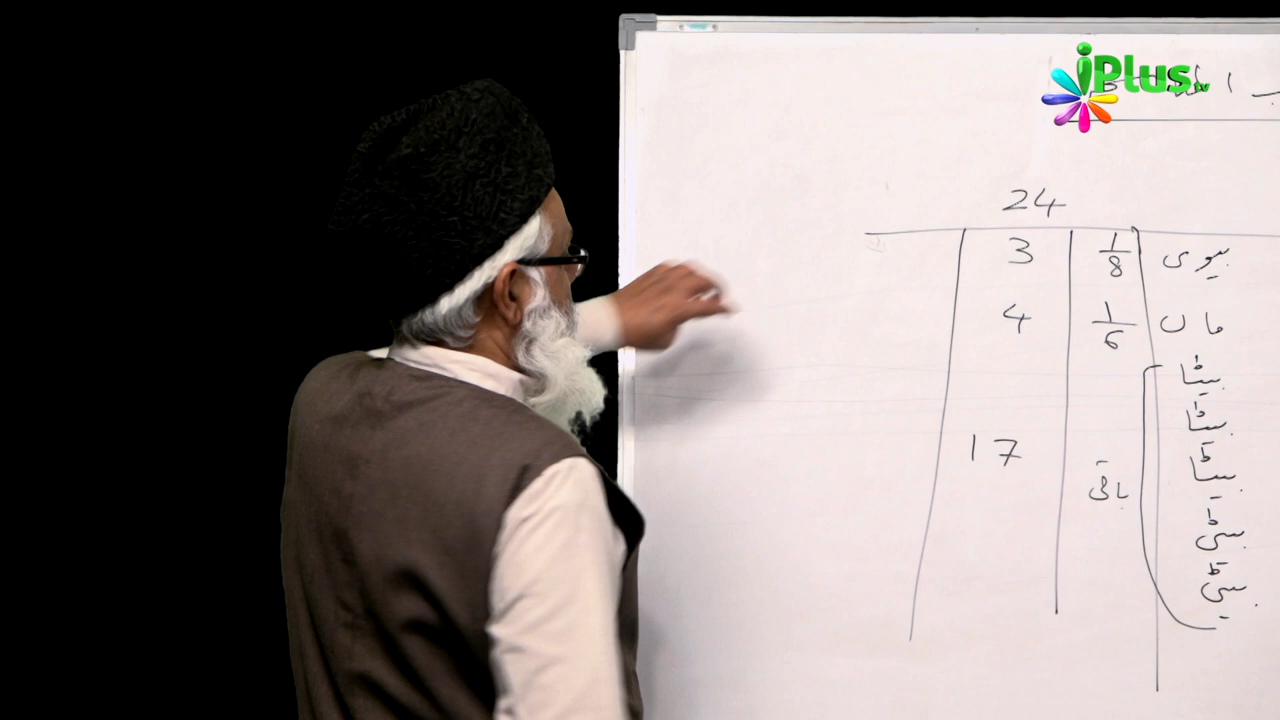 iPlus.
24
بیوی 1/8 3
ماں 1/6 4
بیٹا
بیٹا
بیٹا
باقی 17
بیٹی
بیٹی